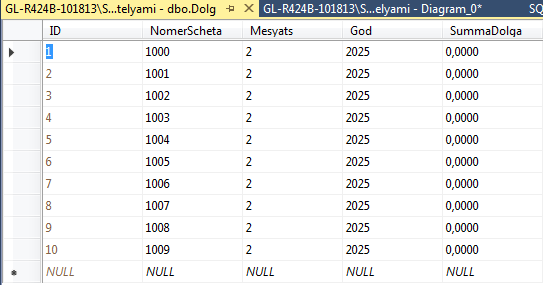 GL-R424B-101813\S...telyami - dbo.Dolg GL-R424B-101813\S...elyami - Diagram_0* SQ
ID NomerScheta Mesyats God SummaDolga
1 1000 2 2025 0,0000
2 1001 2 2025 0,0000
3 1002 2 2025 0,0000
4 1003 2 2025 0,0000
5 1004 2 2025 0,0000
6 1005 2 2025 0,0000
7 1006 2 2025 0,0000
8 1007 2 2025 0,0000
9 1008 2 2025 0,0000
10 1009 2 2025 0,0000
NULL NULL NULL NULL NULL